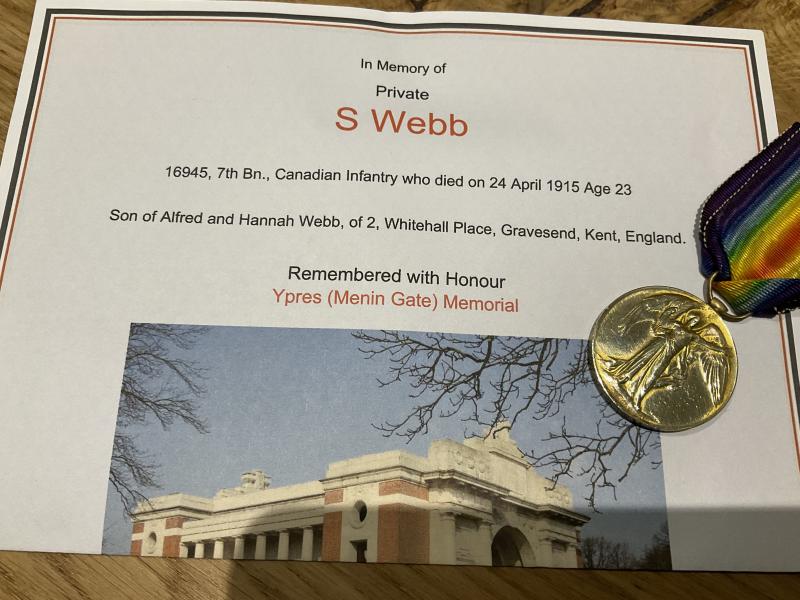 In Memory of
Private
S Webb
16945, 7th Bn., Canadian Infantry who died on 24 April 1915 Age 23
Son of Alfred and Hannah Webb, of 2, Whitehall Place, Gravesend, Kent, England.
Remembered with Honour
Ypres (Menin Gate) Memorial